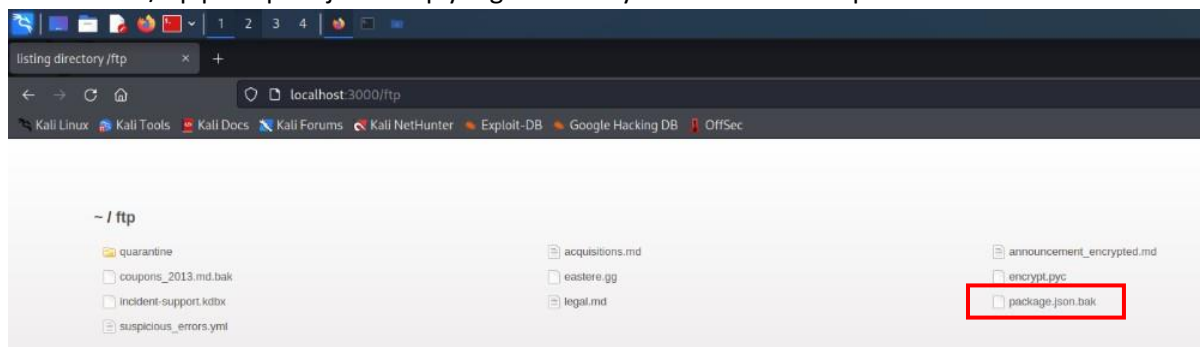 1 2 3 4
listing directory /ftp × +
localhost:3000/ftp
Kali Linux Kali Tools Kali Docs Kali Forums Kali NetHunter Exploit-DB Google Hacking DB OffSec
~ / ftp
quarantine acquisitions.md announcement_encrypted.md
coupons_2013.md.bak eastere.gg encrypt.pyc
incident-support.kdbx legal.md package.json.bak
suspicious_errors.yml